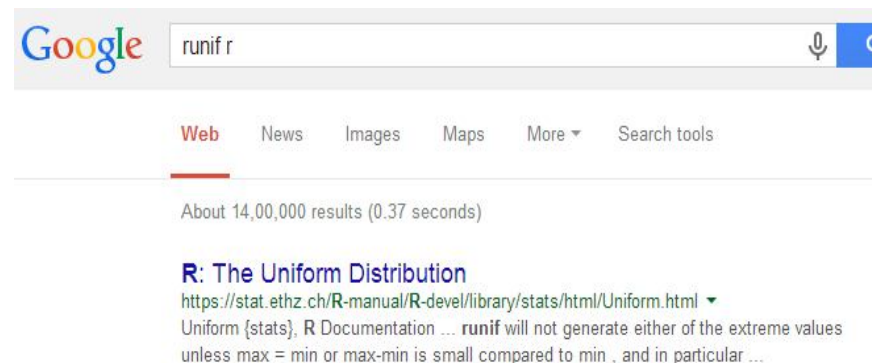 Google runif r
Web News Images Maps More Search tools
About 14,00,000 results (0.37 seconds)
R: The Uniform Distribution
https://stat.ethz.ch/R-manual/R-devel/library/stats/html/Uniform.html
Uniform {stats}, R Documentation ... runif will not generate either of the extreme values
unless max = min or max-min is small compared to min , and in particular ...